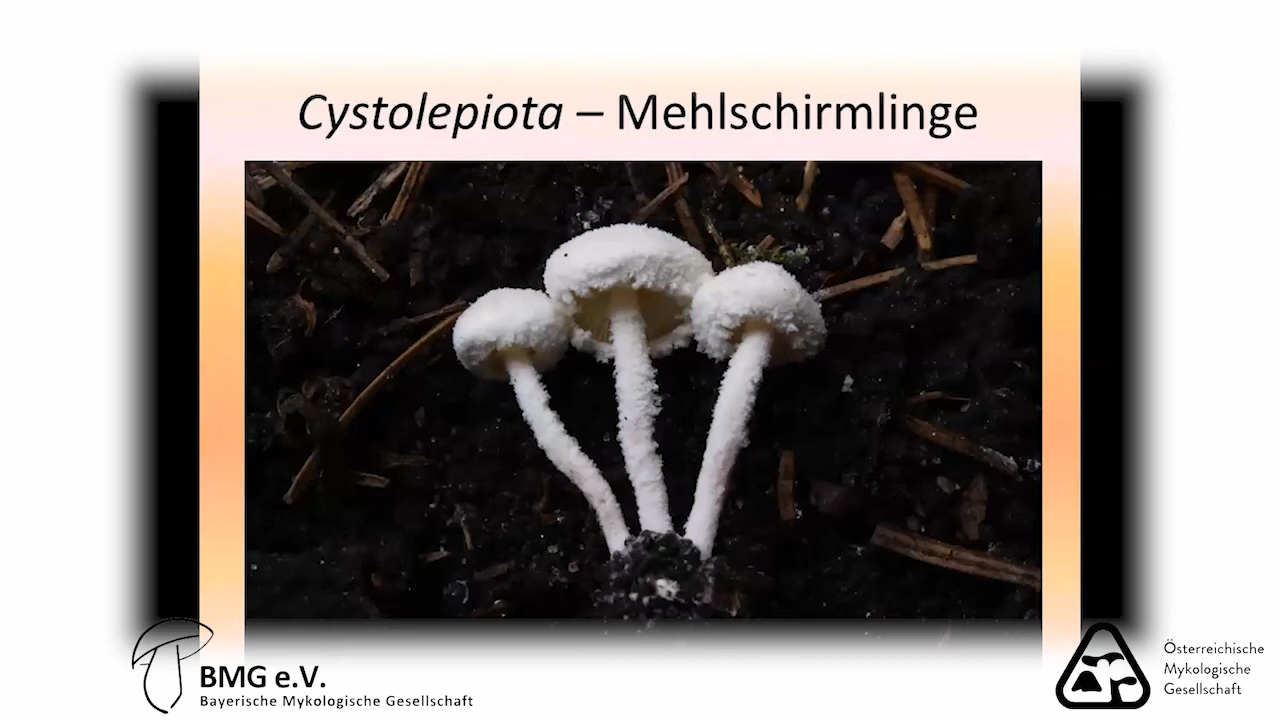 Cystolepiota – Mehlschirmlinge
BMG e.V.
Bayerische Mykologische Gesellschaft
Österreichische
Mykologische
Gesellschaft